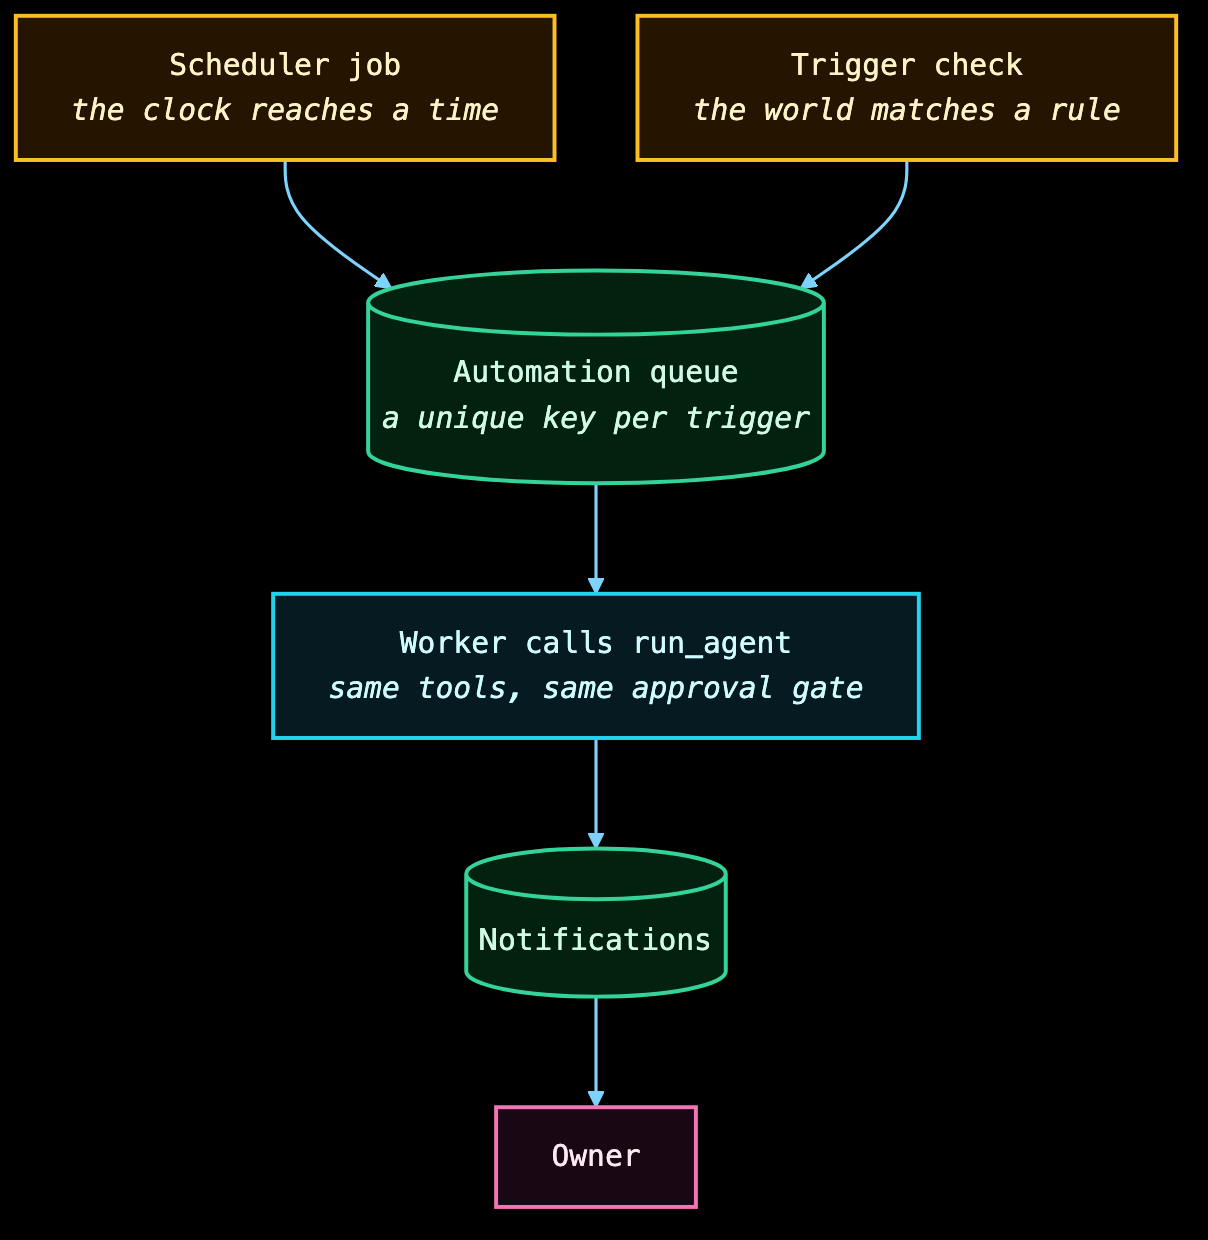 Scheduler job
the clock reaches a time
Trigger check
the world matches a rule
Automation queue
a unique key per trigger
Worker calls run_agent
same tools, same approval gate
Notifications
Owner